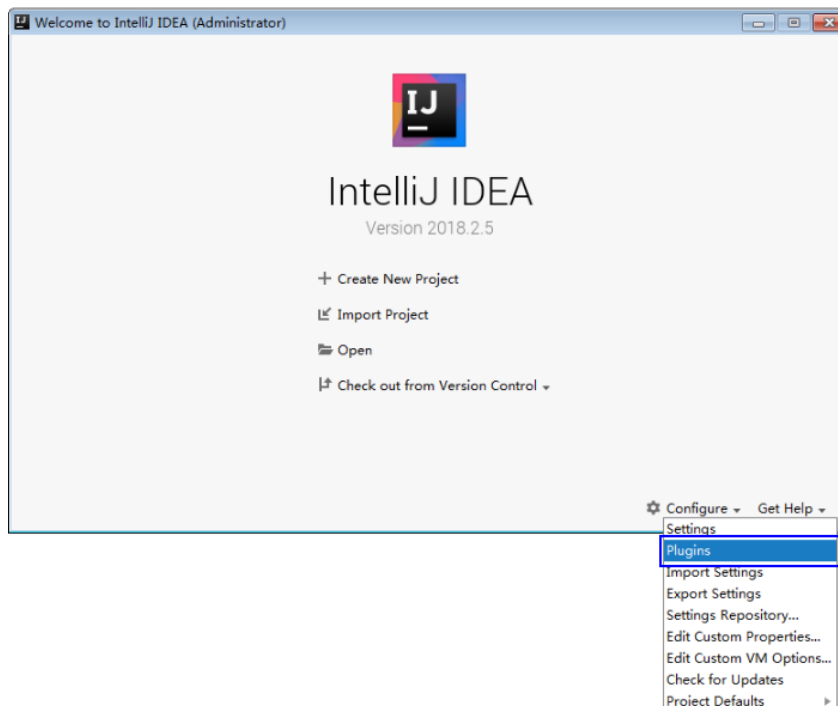 Welcome to IntelliJ IDEA (Administrator)
IJ
IntelliJ IDEA
Version 2018.2.5
Create New Project
Import Project
Open
Check out from Version Control
Configure Get Help
Settings
Plugins
Import Settings
Export Settings
Settings Repository...
Edit Custom Properties...
Edit Custom VM Options...
Check for Updates
Project Defaults